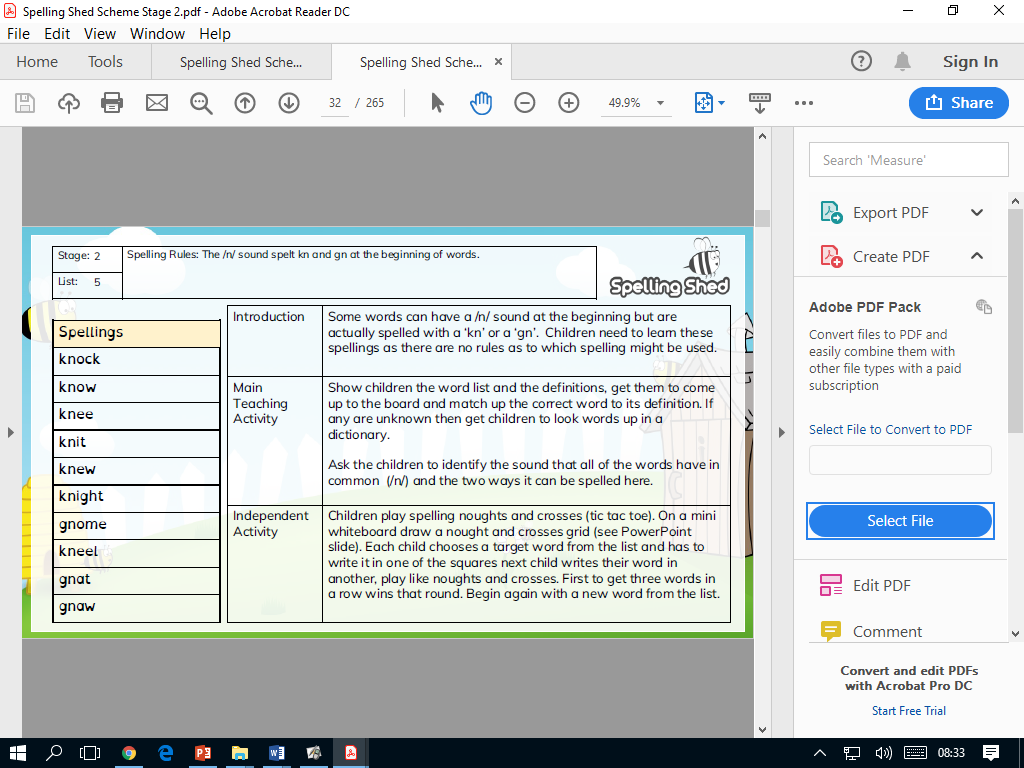 Spelling Shed Scheme Stage 2.pdf - Adobe Acrobat Reader DC
File Edit View Window Help
Home Tools Spelling Shed Sche... Spelling Shed Sche... × Sign In
32 / 265 49.9% Share
Search 'Measure'
Export PDF
Create PDF
Adobe PDF Pack
Convert files to PDF and
easily combine them with
other file types with a paid
subscription
Select File to Convert to PDF
Select File
Edit PDF
Comment
Convert and edit PDFs
with Acrobat Pro DC
Start Free Trial
Stage: 2
List: 5
Spelling Rules: The /n/ sound spelt kn and gn at the beginning of words.
Spelling Shed
Spellings
knock
know
knee
knit
knew
knight
gnome
kneel
gnat
gnaw
Introduction
Some words can have a /n/ sound at the beginning but are
actually spelled with a ‘kn’ or a ‘gn’. Children need to learn these
spellings as there are no rules as to which spelling might be used.
Main
Teaching
Activity
Show children the word list and the definitions, get them to come
up to the board and match up the correct word to its definition. If
any are unknown then get children to look words up in a
dictionary.
Ask the children to identify the sound that all of the words have in
common (/n/) and the two ways it can be spelled here.
Independent
Activity
Children play spelling noughts and crosses (tic tac toe). On a mini
whiteboard draw a nought and crosses grid (see PowerPoint
slide). Each child chooses a target word from the list and has to
write it in one of the squares next child writes their word in
another, play like noughts and crosses. First to get three words in
a row wins that round. Begin again with a new word from the list.
08:33